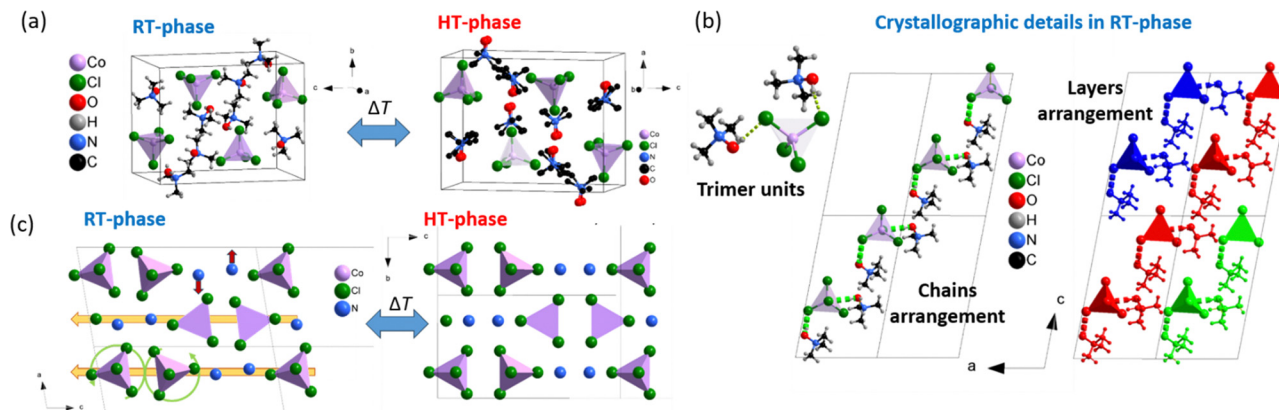 (a)
RT-phase
HT-phase
Co
Cl
O
H
N
C
b
c
a
ΔT
a
b
c
Co
Cl
N
C
O
(b)
Crystallographic details in RT-phase
Trimer units
Chains
arrangement
Co
Cl
O
H
N
C
Layers
arrangement
c
a
(c)
RT-phase
HT-phase
Co
Cl
N
c
b
ΔT
a
c